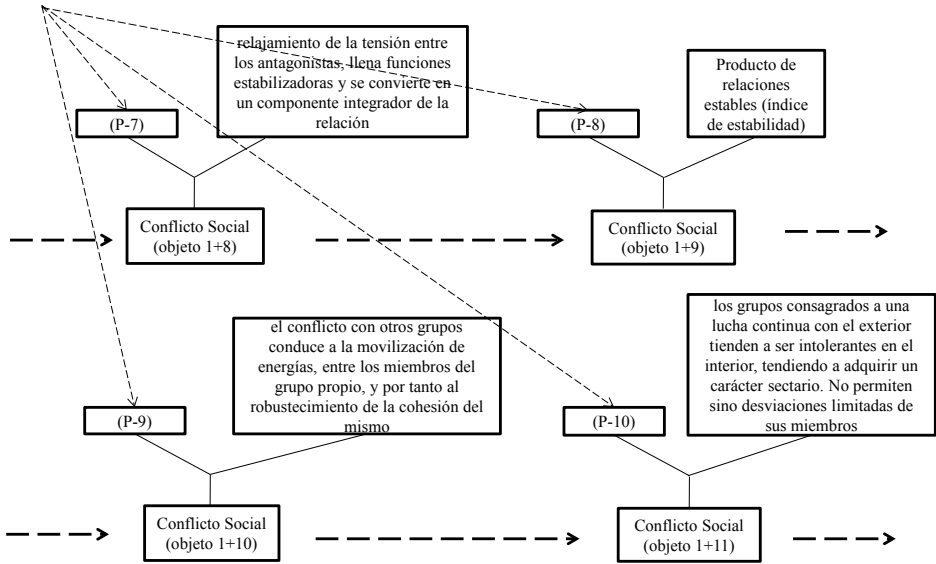 relajamiento de la tensión entre
los antagonistas, llena funciones
estabilizadoras y se convierte en
un componente integrador de la
relación
(P-7)
Producto de
relaciones
estables (índice
de estabilidad)
(P-8)
Conflicto Social
(objeto 1+8)
Conflicto Social
(objeto 1+9)
el conflicto con otros grupos
conduce a la movilización de
energías, entre los miembros del
grupo propio, y por tanto al
robustecimiento de la cohesión del
mismo
(P-9)
los grupos consagrados a una
lucha continua con el exterior
tienden a ser intolerantes en el
interior, tendiendo a adquirir un
carácter sectario. No permiten
sino desviaciones limitadas de
sus miembros
(P-10)
Conflicto Social
(objeto 1+10)
Conflicto Social
(objeto 1+11)